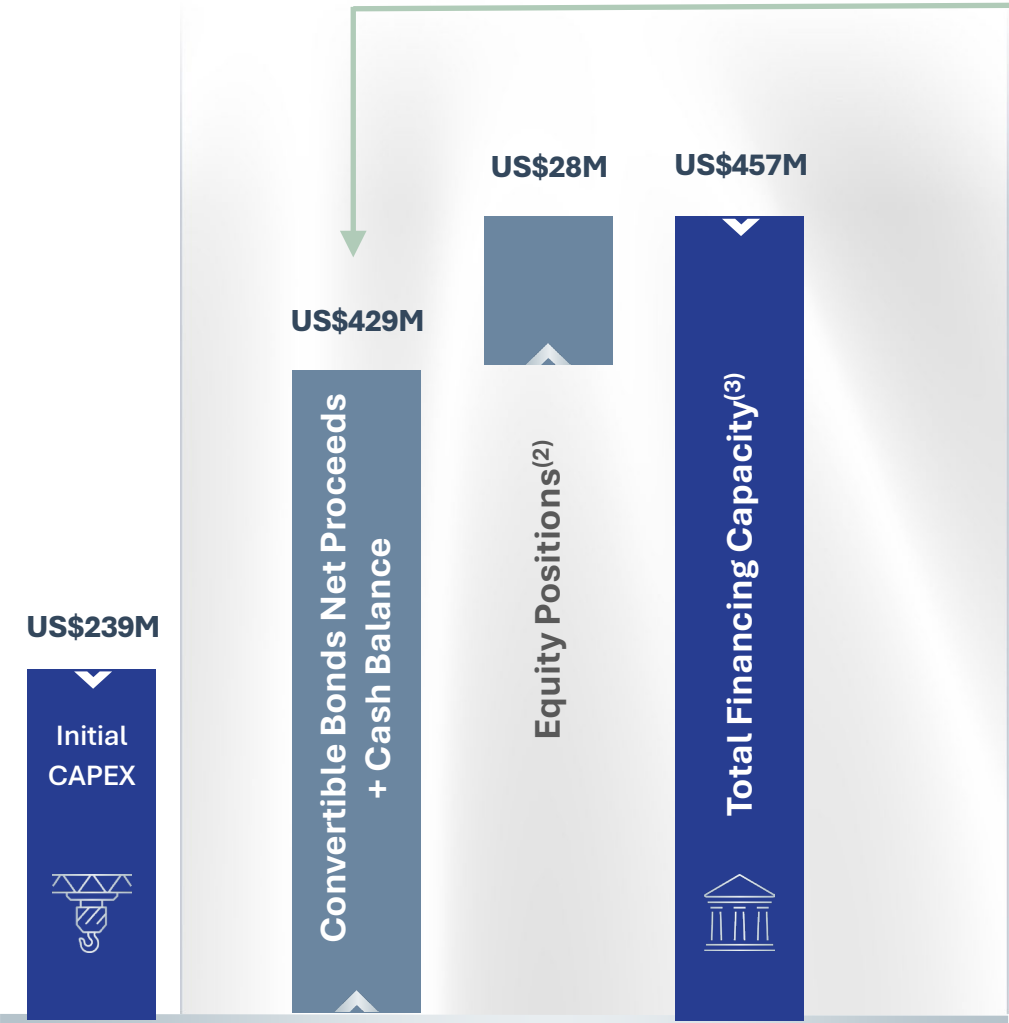 US$239M
Initial
CAPEX
US$429M
Convertible Bonds Net Proceeds
+ Cash Balance
US$28M
Equity Positions(2)
US$457M
Total Financing Capacity(3)